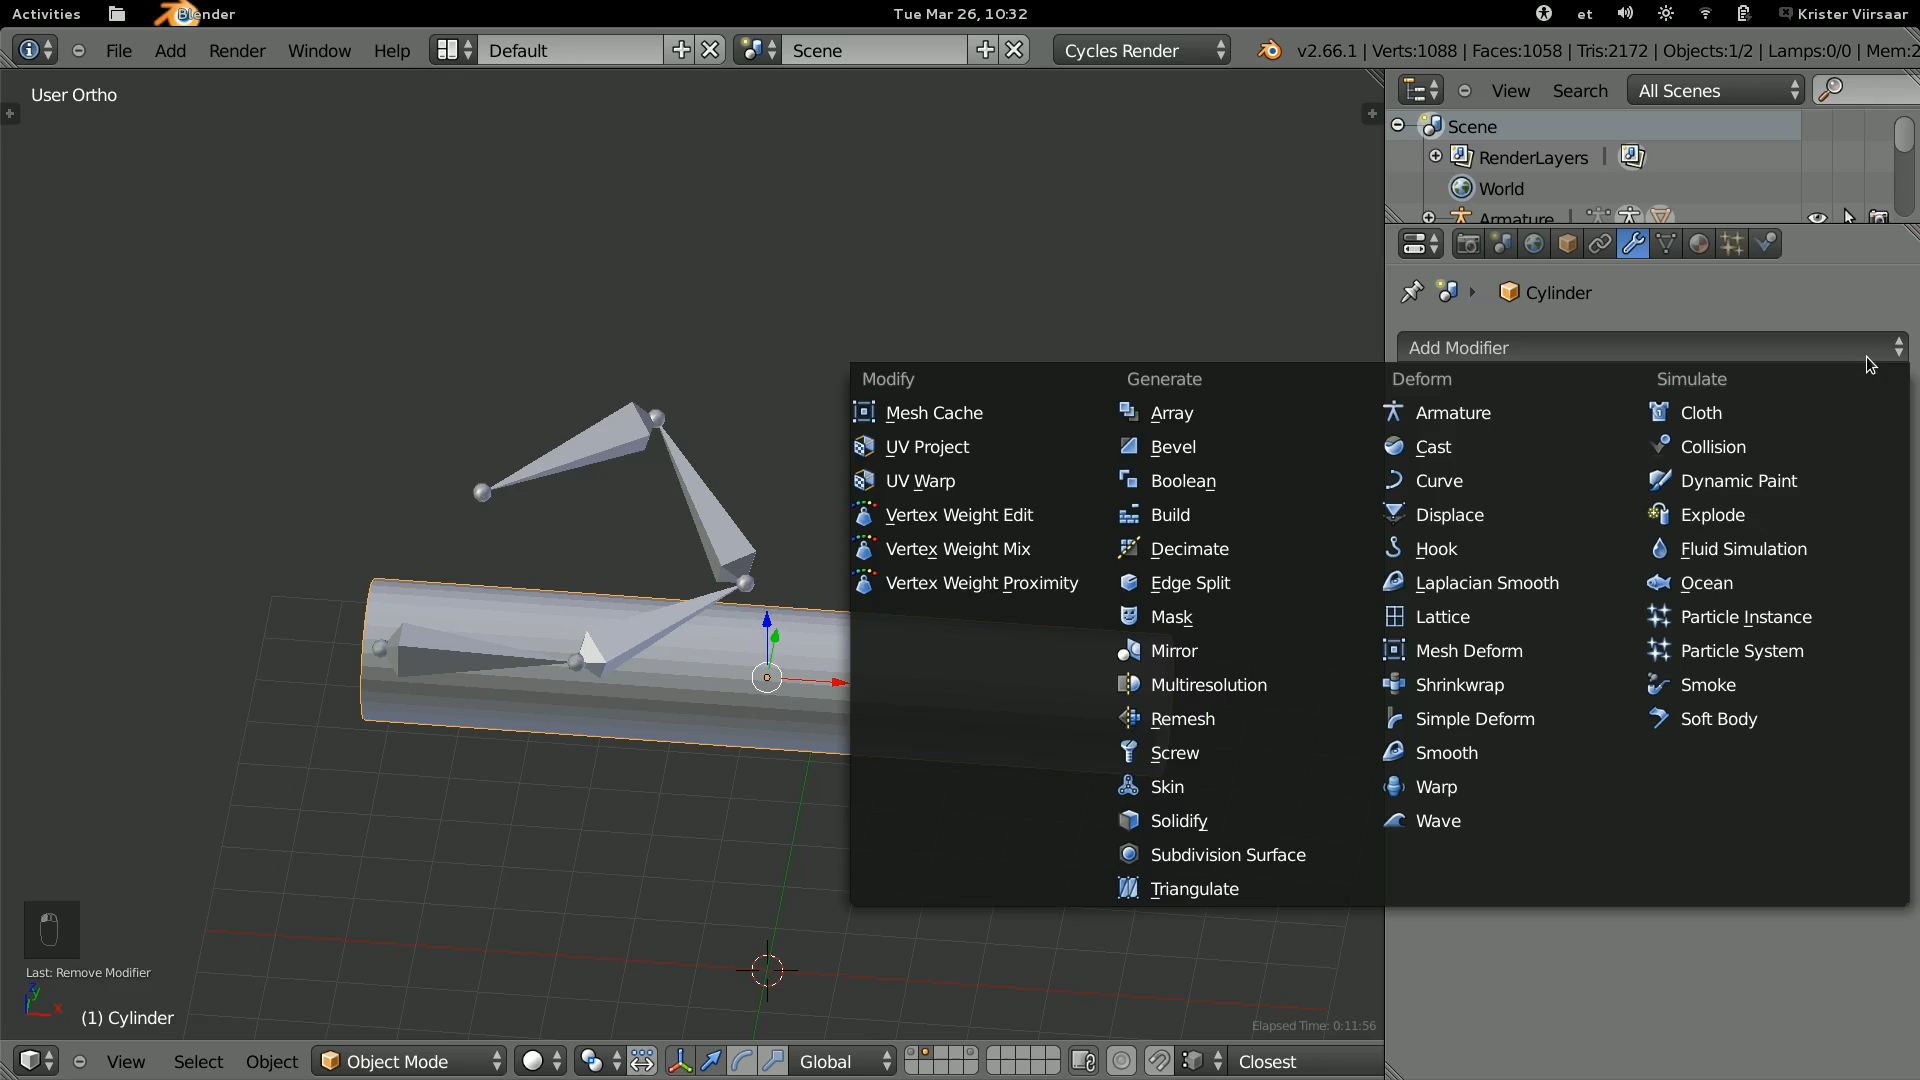 Activities Blender Tue Mar 26, 10:32 et Krister Viirsaar
File Add Render Window Help Default Scene Cycles Render v2.66.1 | Verts:1088 | Faces:1058 | Tris:2172 | Objects:1/2 | Lamps:0/0 | Mem:2
User Ortho
View Search All Scenes
Scene
RenderLayers
World
Armature
Cylinder
Add Modifier
Modify
Mesh Cache
UV Project
UV Warp
Vertex Weight Edit
Vertex Weight Mix
Vertex Weight Proximity
Generate
Array
Bevel
Boolean
Build
Decimate
Edge Split
Mask
Mirror
Multiresolution
Remesh
Screw
Skin
Solidify
Subdivision Surface
Triangulate
Deform
Armature
Cast
Curve
Displace
Hook
Laplacian Smooth
Lattice
Mesh Deform
Shrinkwrap
Simple Deform
Smooth
Warp
Wave
Simulate
Cloth
Collision
Dynamic Paint
Explode
Fluid Simulation
Ocean
Particle Instance
Particle System
Smoke
Soft Body
Last: Remove Modifier
z y x
(1) Cylinder
Elapsed Time: 0:11:56
View Select Object Object Mode Global Closest